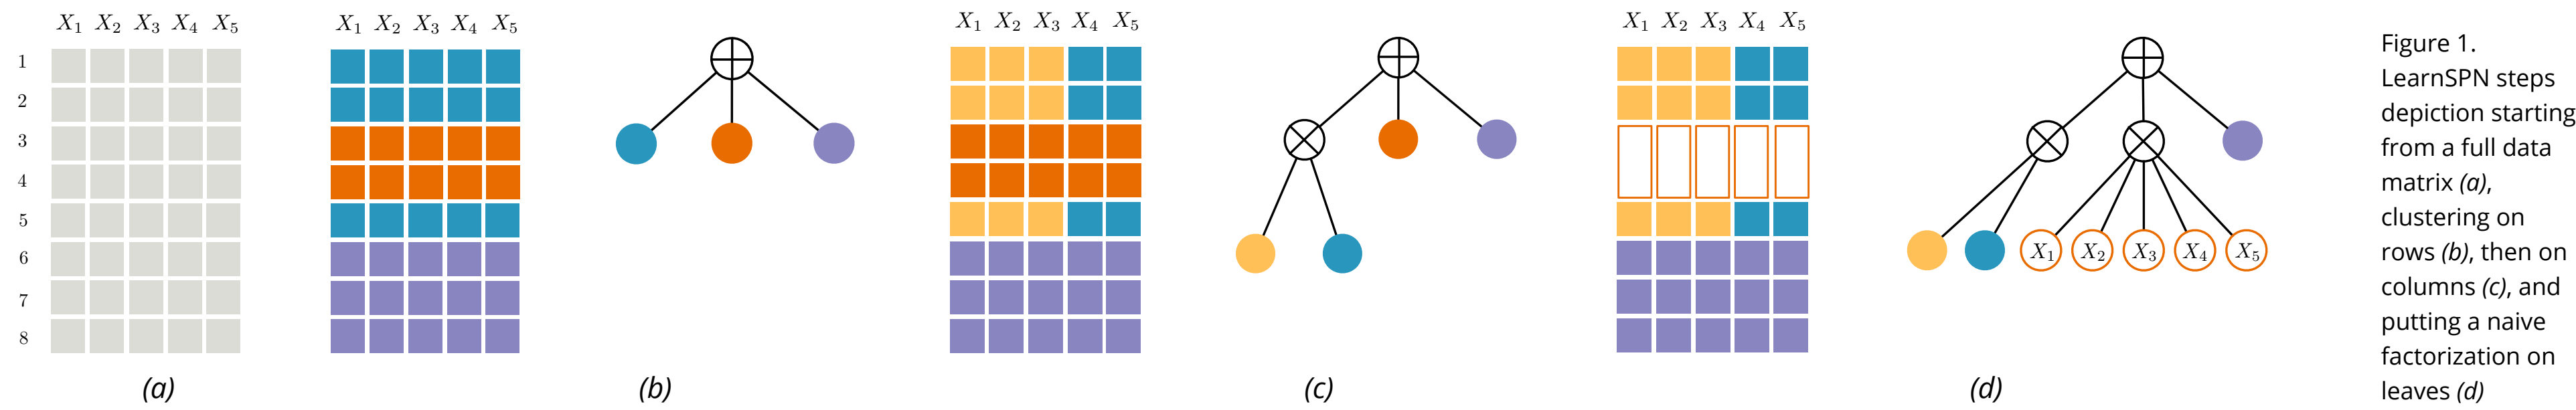 X₁ X₂ X₃ X₄ X₅
1
2
3
4
5
6
7
8
(a)
X₁ X₂ X₃ X₄ X₅
(b)
X₁ X₂ X₃ X₄ X₅
(c)
X₁ X₂ X₃ X₄ X₅
X₁ X₂ X₃ X₄ X₅
(d)
Figure 1.
LearnSPN steps
depiction starting
from a full data
matrix (a),
clustering on
rows (b), then on
columns (c), and
putting a naive
factorization on
leaves (d)